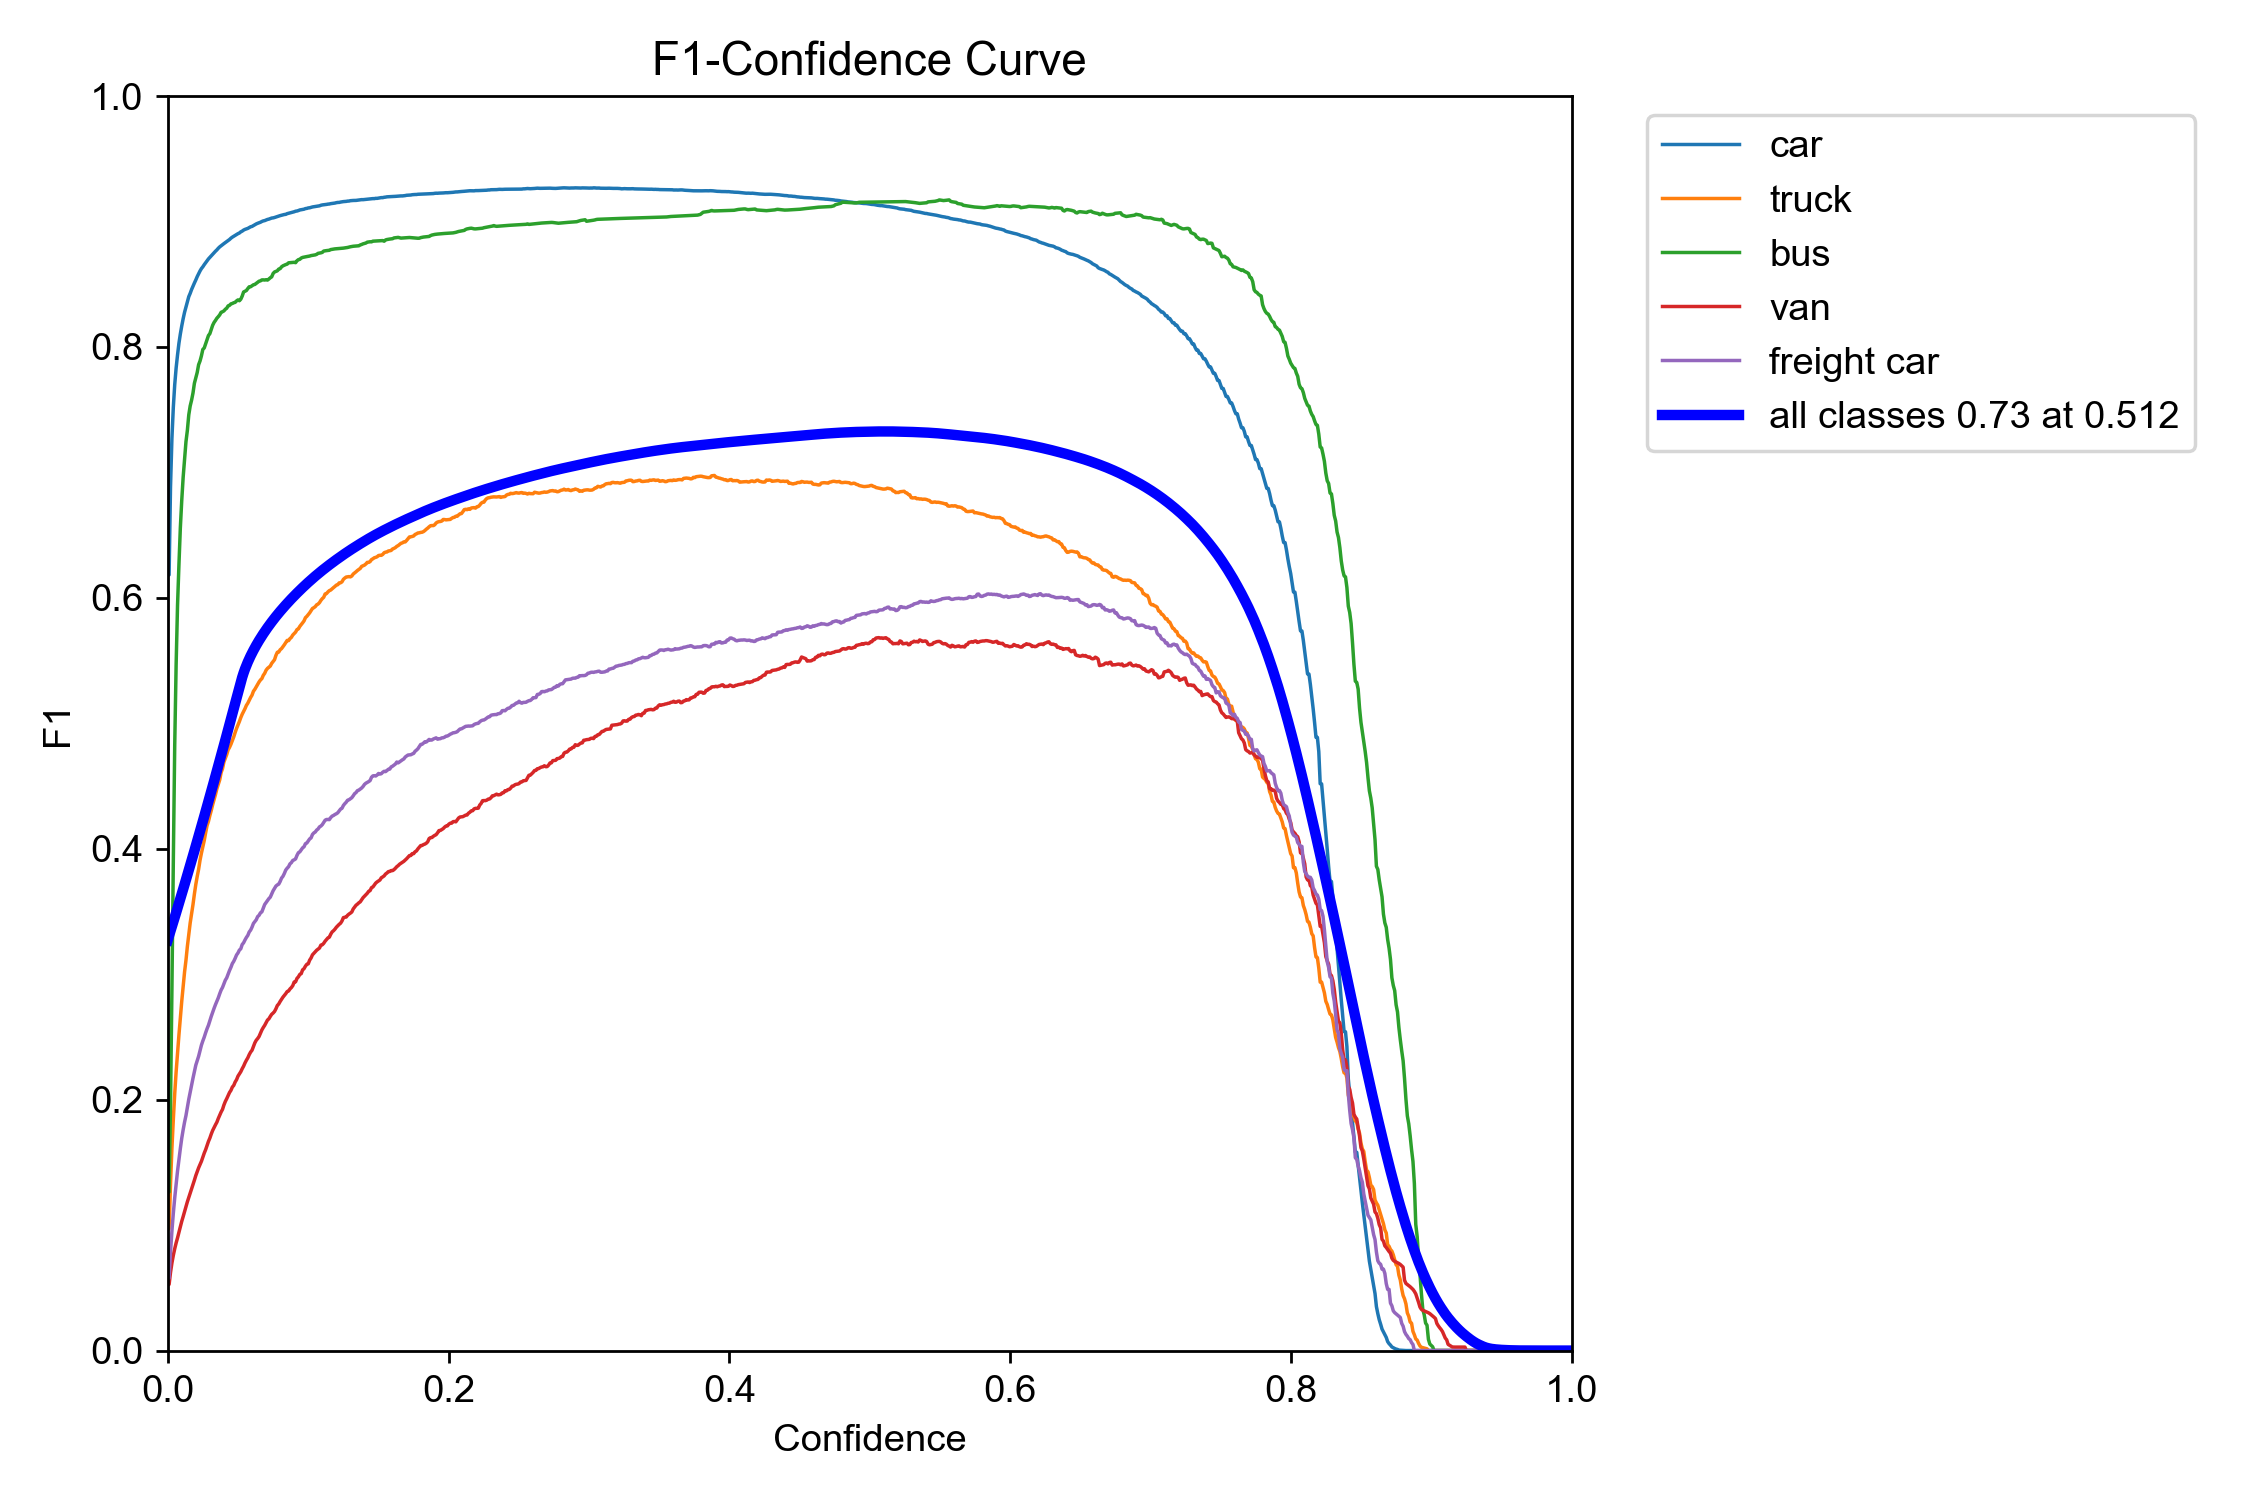 F1-Confidence Curve
1.0
0.8
0.6
0.4
0.2
0.0
F1
0.0 0.2 0.4 0.6 0.8 1.0
Confidence
car
truck
bus
van
freight car
all classes 0.73 at 0.512